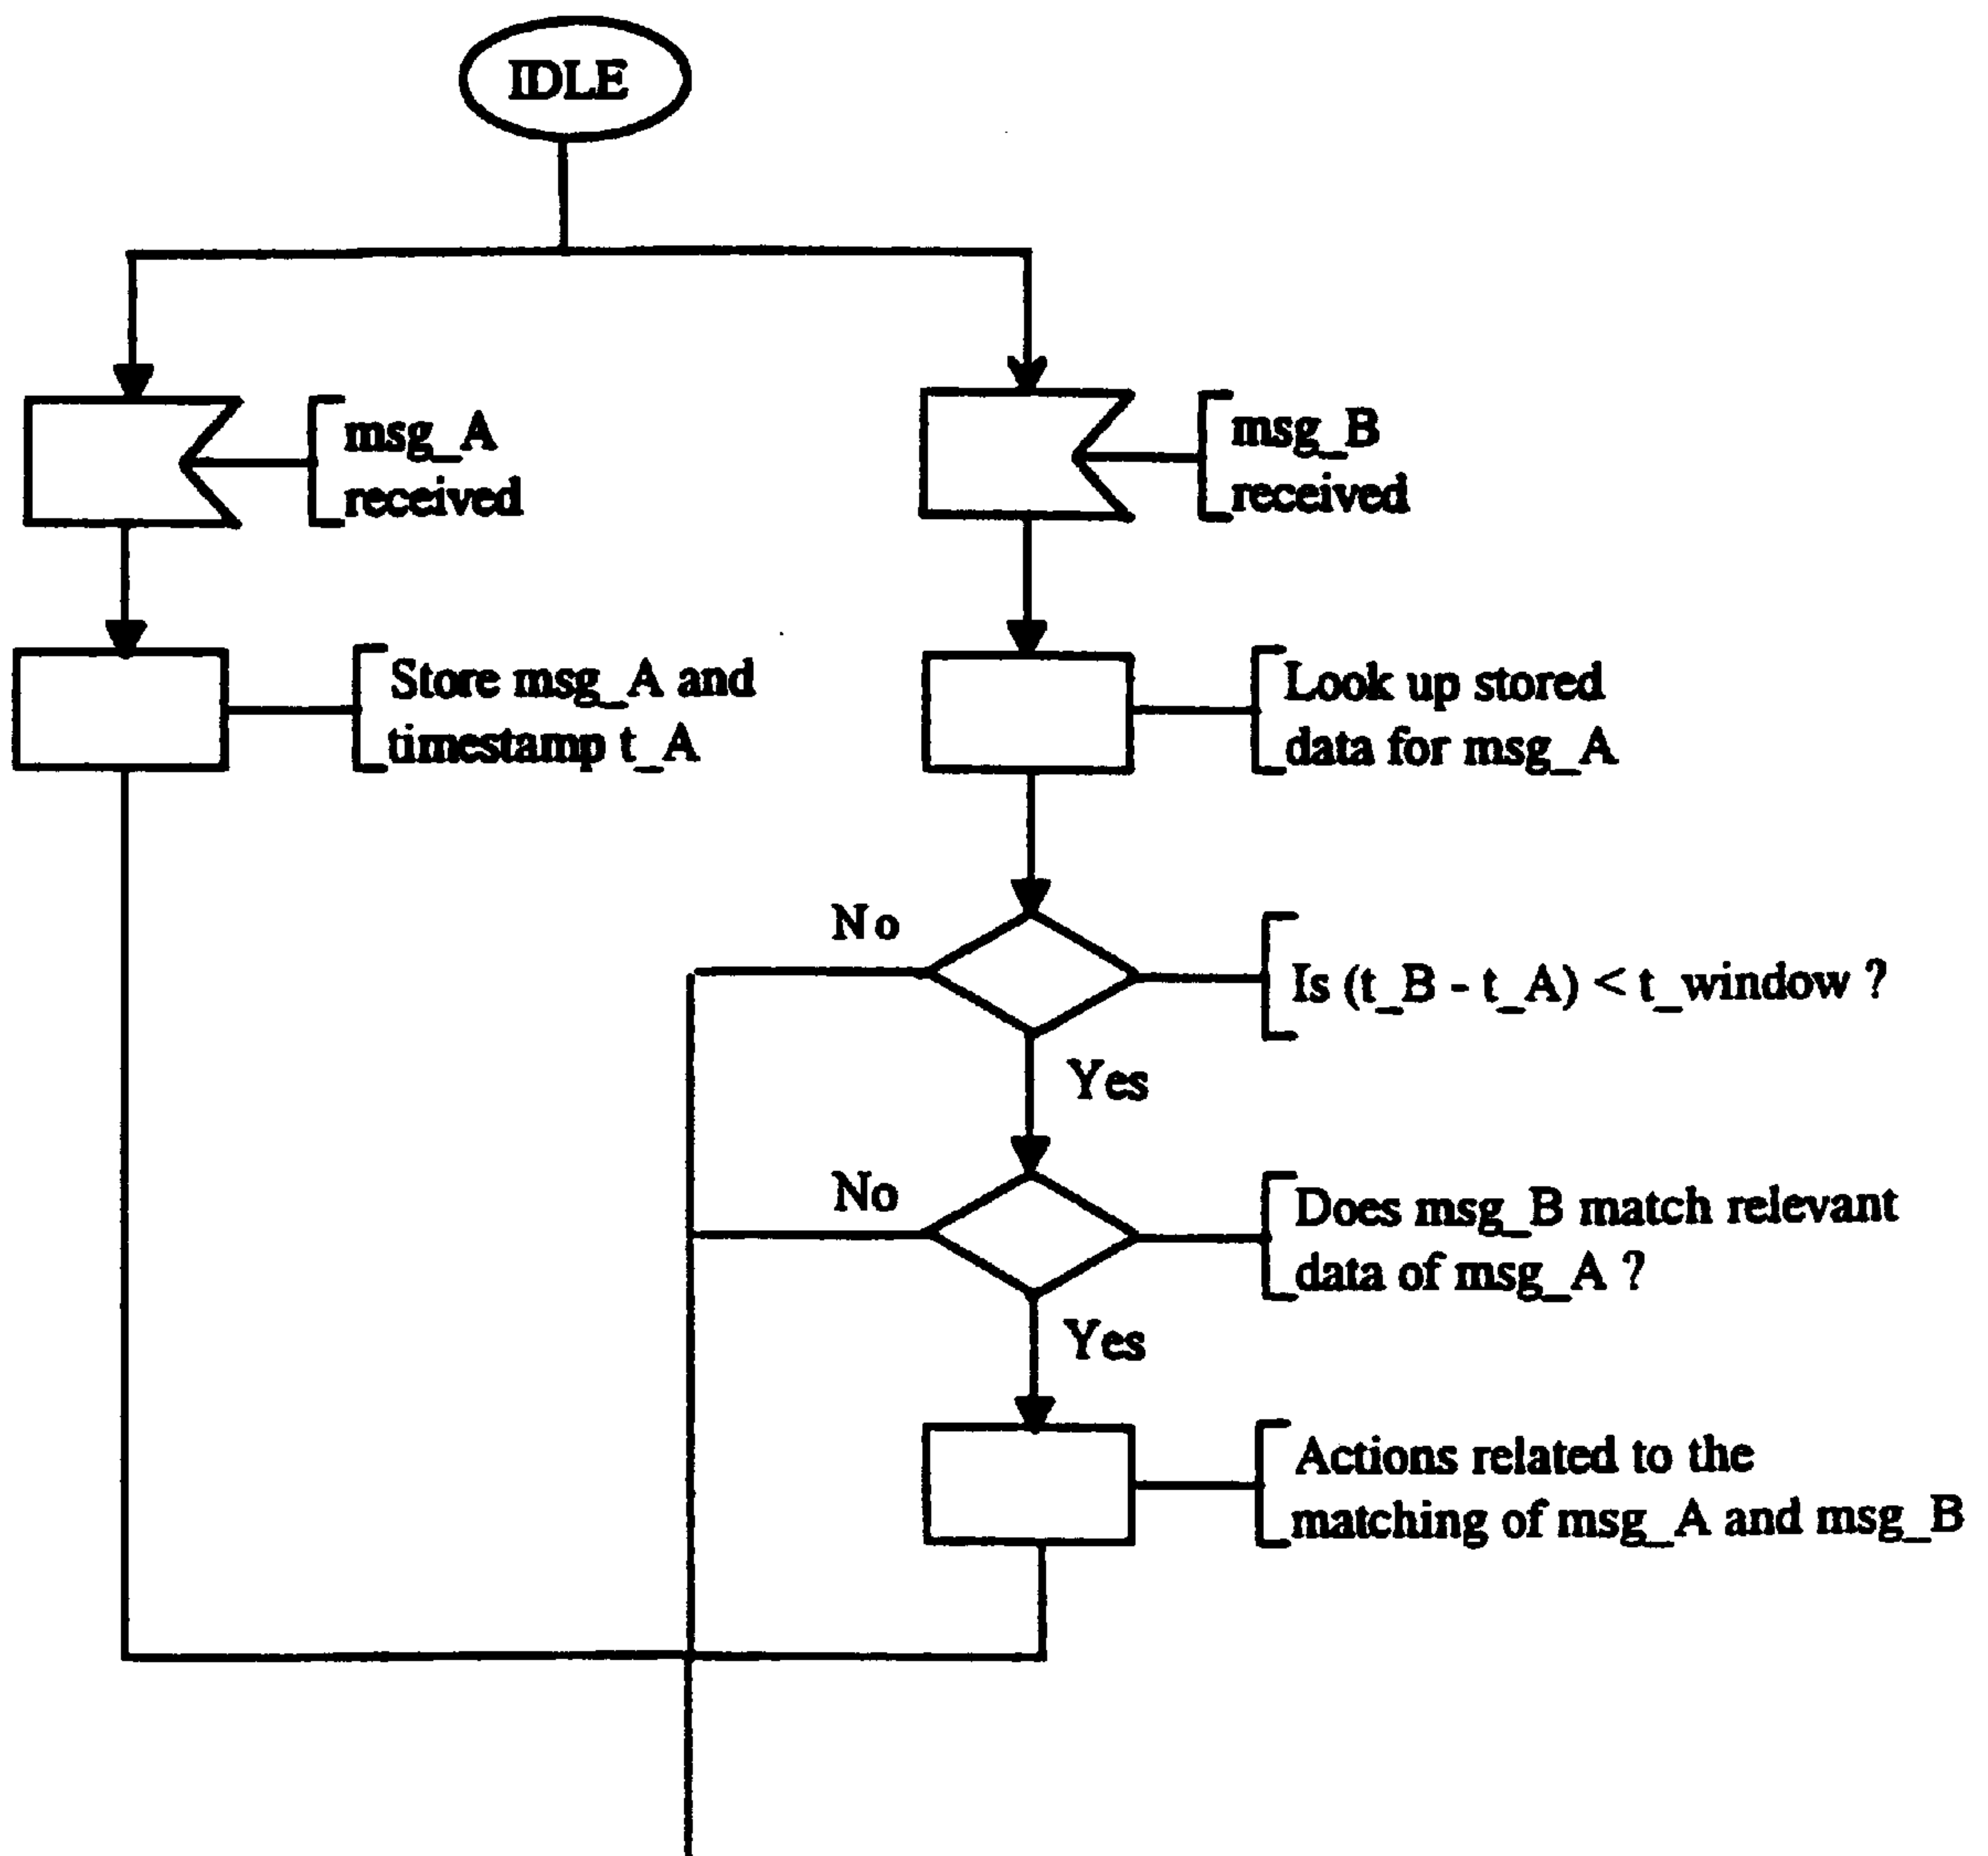 IDLE
msg_A
received
msg_B
received
Store msg_A and
timestamp t_A
Look up stored
data for msg_A
No
Is (t_B - t_A) < t_window ?
Yes
No
Does msg_B match relevant
data of msg_A ?
Yes
Actions related to the
matching of msg_A and msg_B